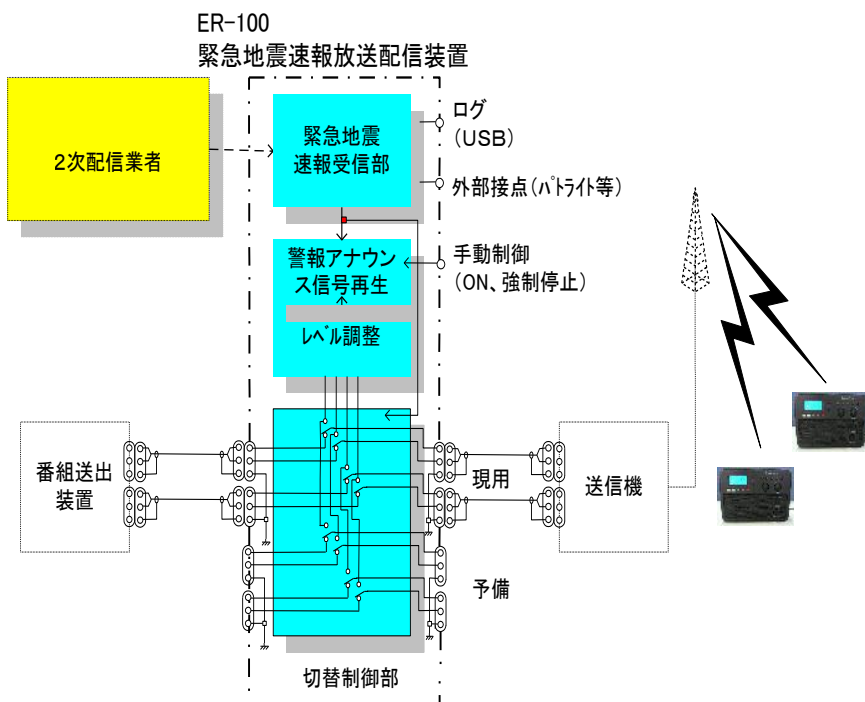 ER-100
緊急地震速報放送配信装置
2次配信業者
緊急地震
速報受信部
ログ
(USB)
外部接点(パトライト等)
警報アナウン
ス信号再生
手動制御
(ON、強制停止)
レベル調整
番組送出
装置
現用
送信機
予備
切替制御部